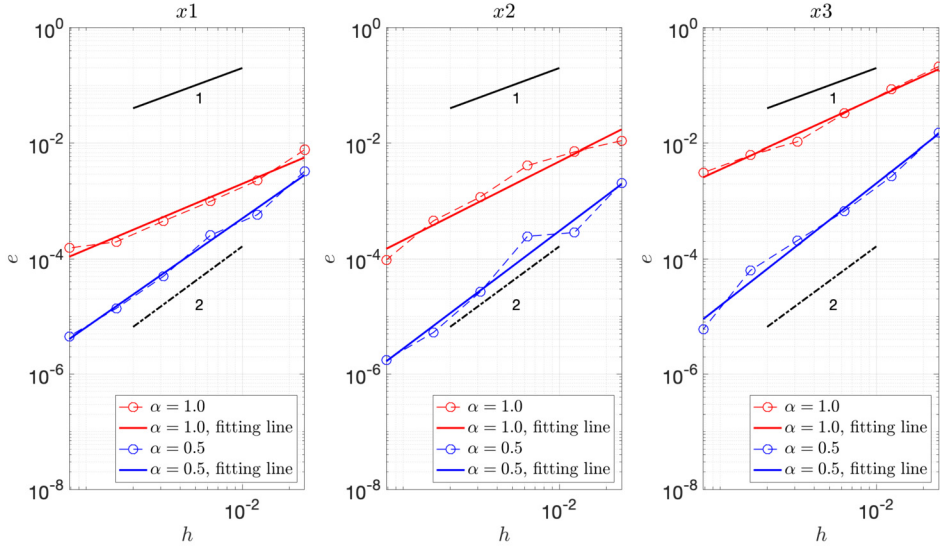 x1
10^0
10^-2
10^-4
10^-6
10^-8
e
1
2
α = 1.0
α = 1.0, fitting line
α = 0.5
α = 0.5, fitting line
10^-2
h
x2
10^0
10^-2
10^-4
10^-6
10^-8
e
1
2
α = 1.0
α = 1.0, fitting line
α = 0.5
α = 0.5, fitting line
10^-2
h
x3
10^0
10^-2
10^-4
10^-6
10^-8
e
1
2
α = 1.0
α = 1.0, fitting line
α = 0.5
α = 0.5, fitting line
10^-2
h